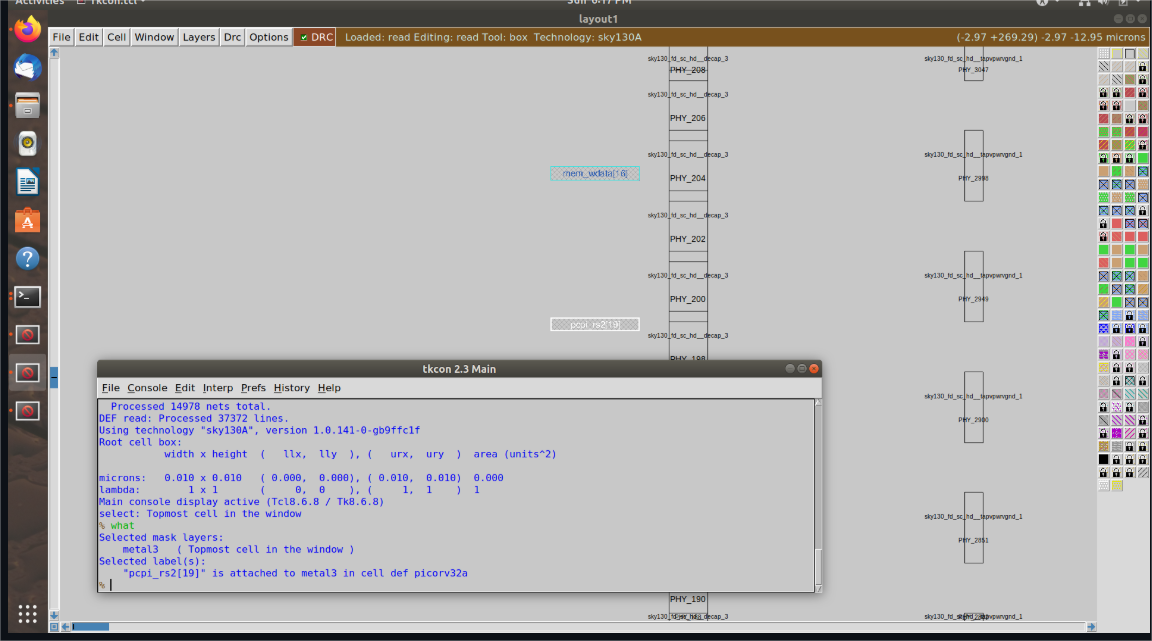 Activities Tkcon.tcl
Sun 6:17 PM
layout1
File Edit Cell Window Layers Drc Options DRC Loaded: read Editing: read Tool: box Technology: sky130A (-2.97 +269.29) -2.97 -12.95 microns
sky130_fd_sc_hd__decap_3
PHY_208
sky130_fd_sc_hd__tapvpwrvgnd_1
PHY_3047
sky130_fd_sc_hd__decap_3
PHY_206
sky130_fd_sc_hd__decap_3
sky130_fd_sc_hd__tapvpwrvgnd_1
mem_wdata[16]
PHY_204
PHY_2998
sky130_fd_sc_hd__decap_3
PHY_202
sky130_fd_sc_hd__decap_3
sky130_fd_sc_hd__tapvpwrvgnd_1
PHY_200
PHY_2949
pcpi_rs2[19]
sky130_fd_sc_hd__decap_3
PHY_198
tkcon 2.3 Main
File Console Edit Interp Prefs History Help
Processed 14978 nets total.
DEF read: Processed 37372 lines.
Using technology "sky130A", version 1.0.141-0-gb9ffc1f
Root cell box:
width x height ( llx, lly ), ( urx, ury ) area (units^2)
microns: 0.010 x 0.010 ( 0.000, 0.000), ( 0.010, 0.010) 0.000
lambda: 1 x 1 ( 0, 0 ), ( 1, 1 ) 1
Main console display active (Tcl8.6.8 / Tk8.6.8)
select: Topmost cell in the window
% what
Selected mask layers:
metal3 ( Topmost cell in the window )
Selected label(s):
"pcpi_rs2[19]" is attached to metal3 in cell def picorv32a
%
sky130_fd_sc_hd__tapvpwrvgnd_1
PHY_2900
sky130_fd_sc_hd__tapvpwrvgnd_1
PHY_2851
PHY_190
sky130_fd_sc_hd__decap_3
sky130_fd_sc_hd__tapvpwrvgnd_1